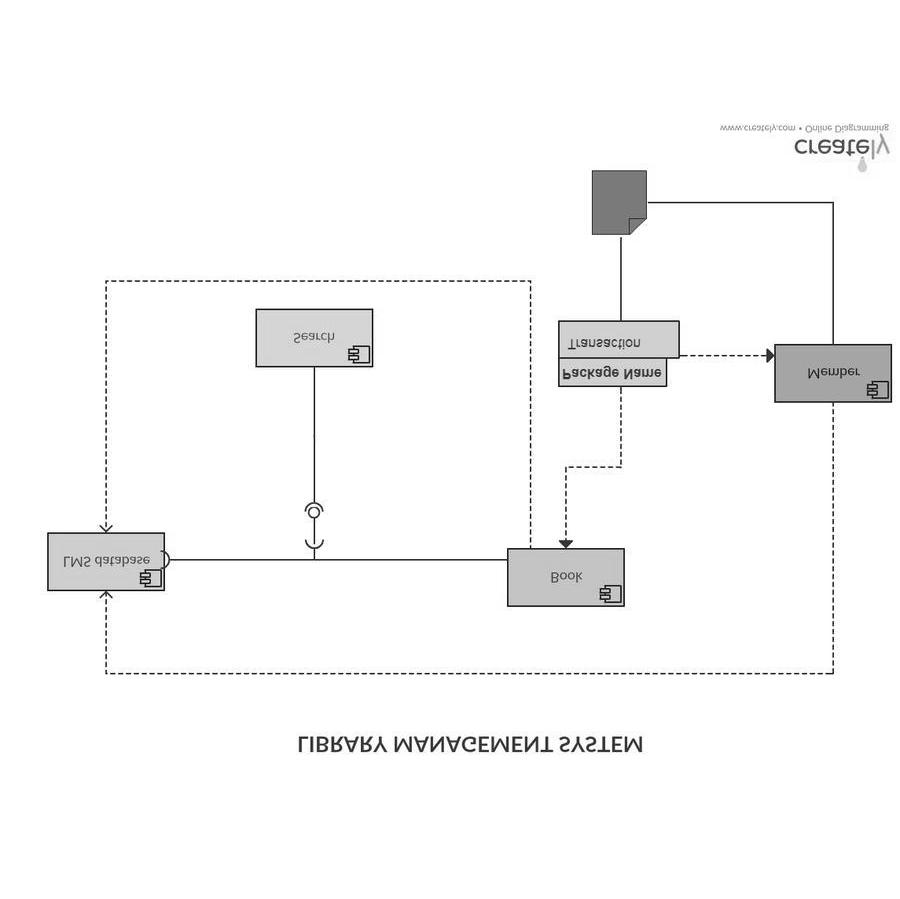 LIBRARY MANAGEMENT SYSTEM
LMS database
Book
Member
Package Name
Transaction
Search
creately
www.creately.com • Online Diagramming